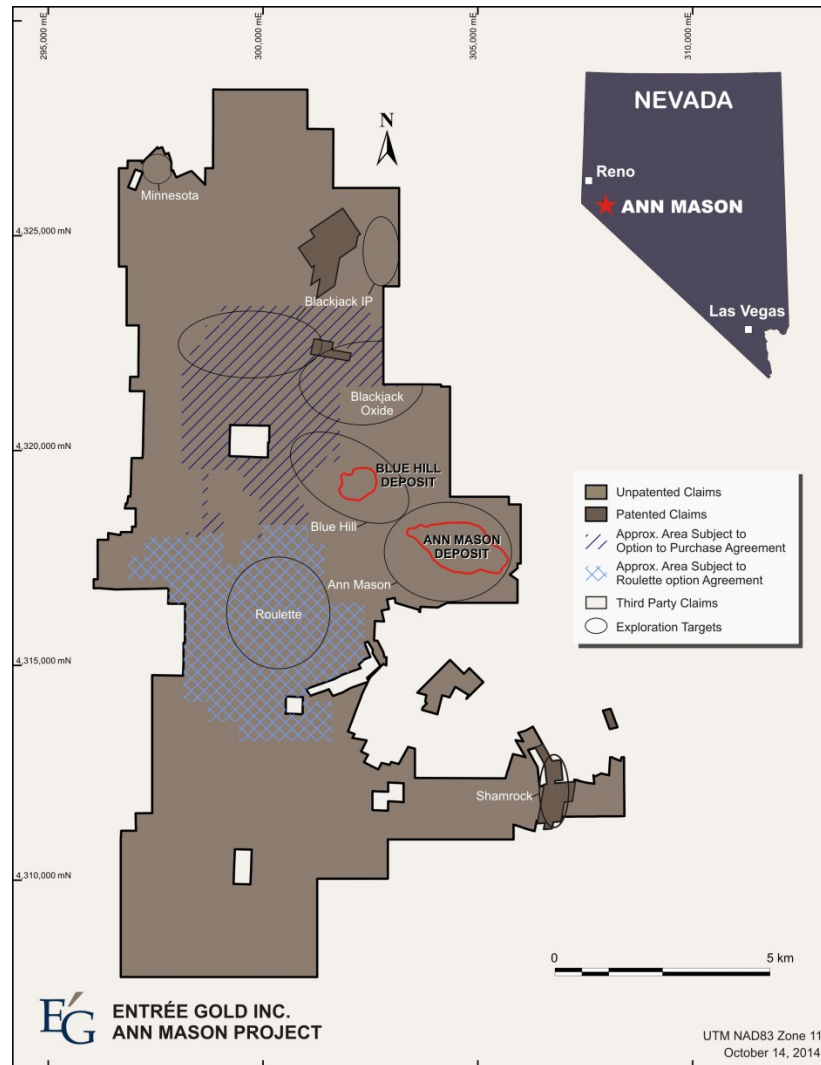 295,000 mE
300,000 mE
305,000 mE
310,000 mE
4,325,000 mN
4,320,000 mN
4,315,000 mN
4,310,000 mN
N
NEVADA
Reno
ANN MASON
Las Vegas
Minnesota
Blackjack IP
Blackjack
Oxide
BLUE HILL
DEPOSIT
Blue Hill
ANN MASON
DEPOSIT
Ann Mason
Roulette
Shamrock
Unpatented Claims
Patented Claims
Approx. Area Subject to
Option to Purchase Agreement
Approx. Area Subject to
Roulette option Agreement
Third Party Claims
Exploration Targets
0 5 km
EG
ENTRÉE GOLD INC.
ANN MASON PROJECT
UTM NAD83 Zone 11
October 14, 2014